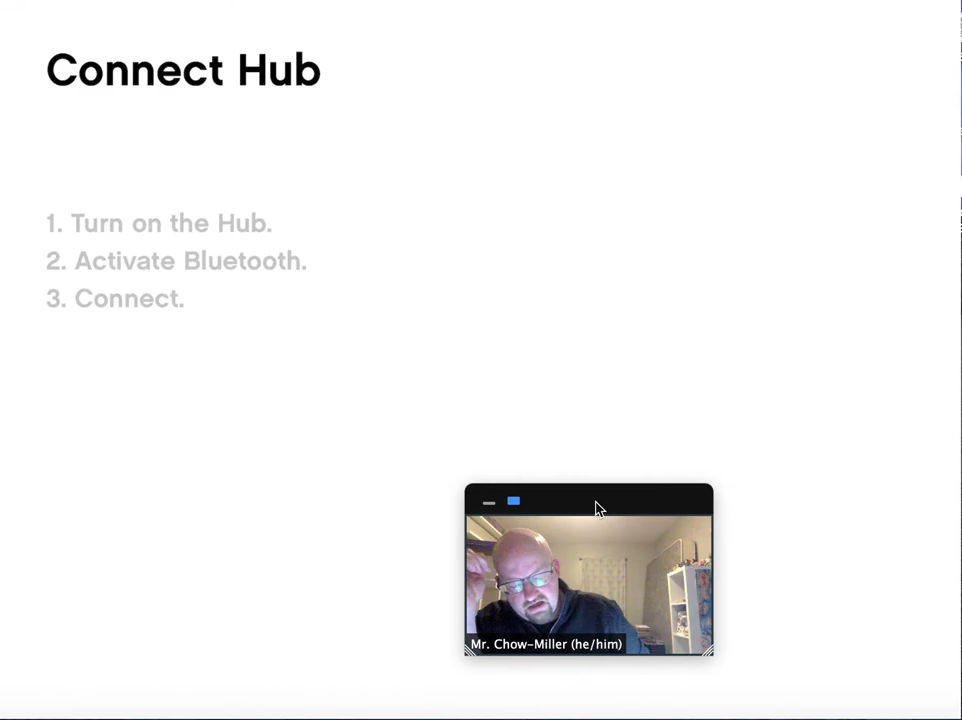 Connect Hub
1. Turn on the Hub.
2. Activate Bluetooth.
3. Connect.
Mr. Chow-Miller (he/him)